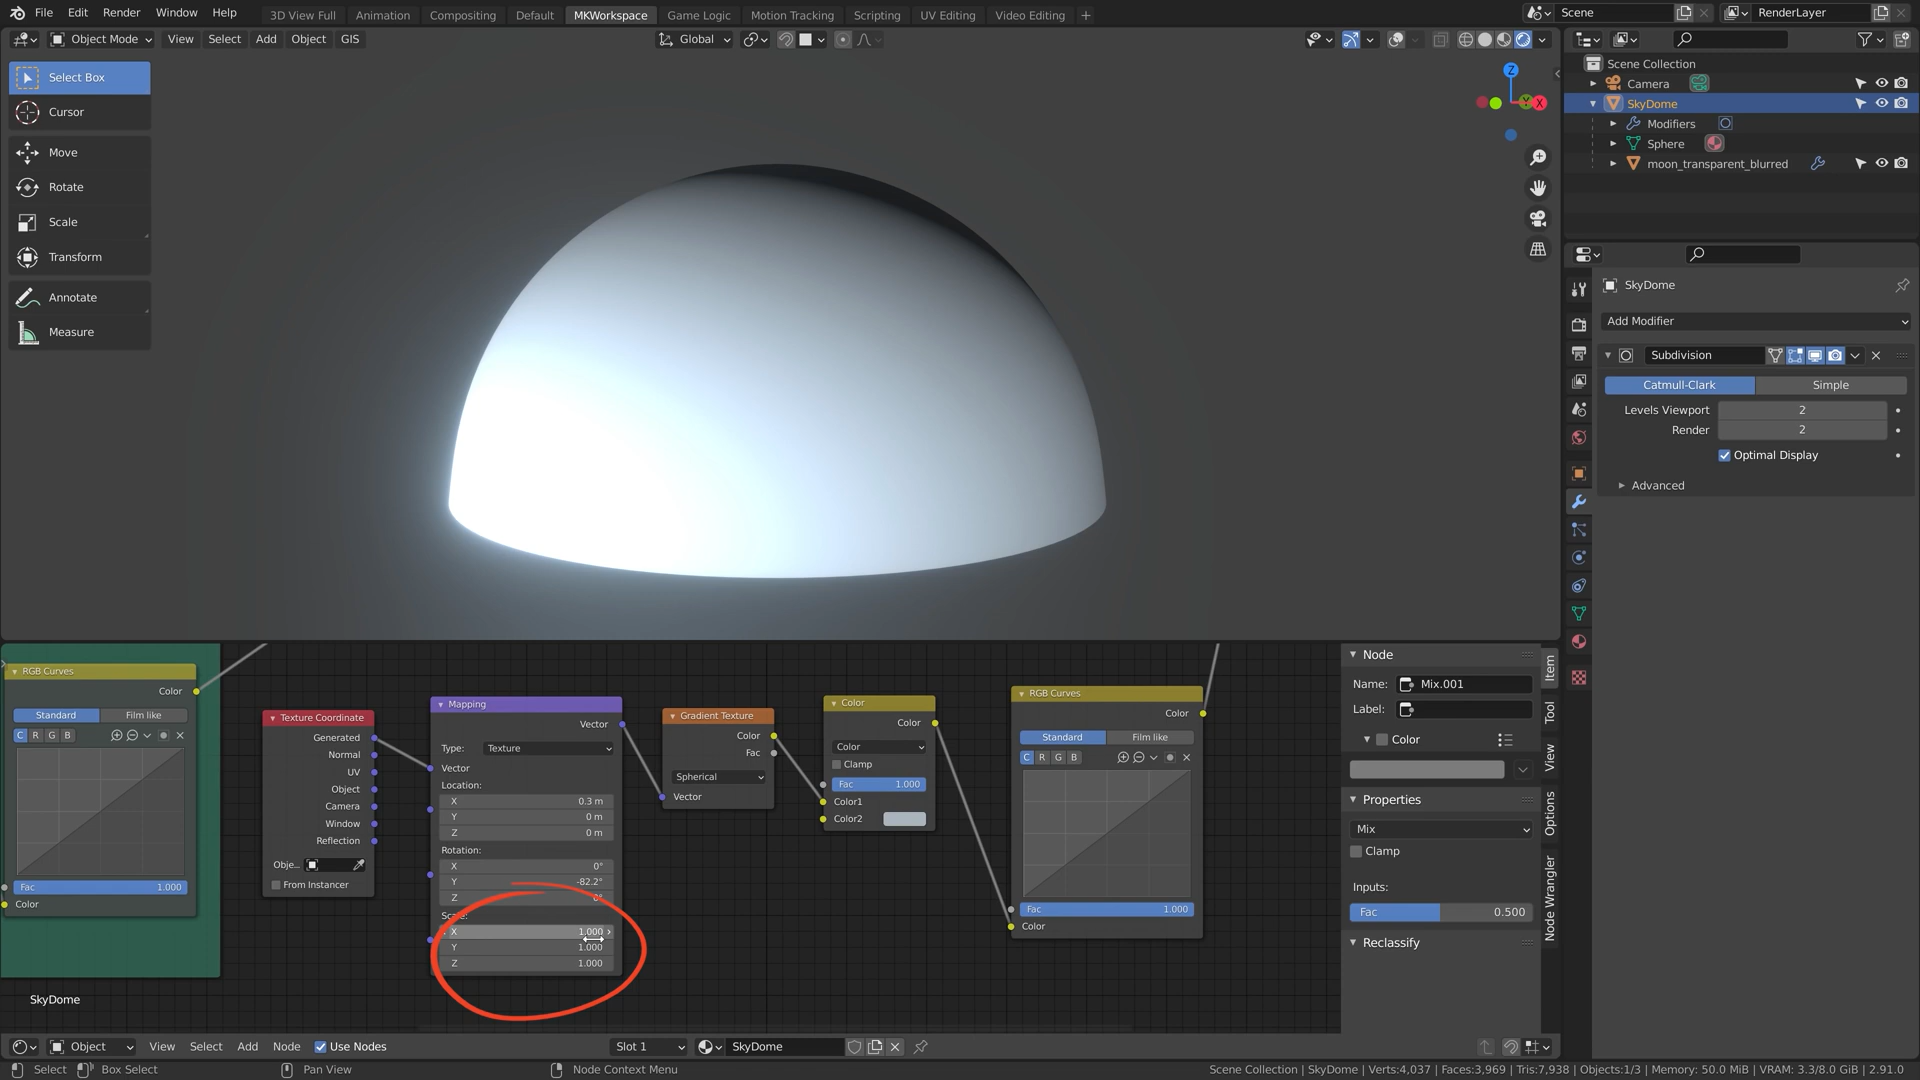 File Edit Render Window Help 3D View Full Animation Compositing Default MKWorkspace Game Logic Motion Tracking Scripting UV Editing Video Editing + Scene RenderLayer
Object Mode View Select Add Object GIS Global
Select Box
Cursor
Move
Rotate
Scale
Transform
Annotate
Measure
Z
Y
X
Scene Collection
Camera
SkyDome
Modifiers
Sphere
moon_transparent_blurred
SkyDome
Add Modifier
Subdivision
Catmull-Clark Simple
Levels Viewport 2
Render 2
Optimal Display
Advanced
RGB Curves
Color
Standard Film like
C R G B
Fac 1.000
Color
SkyDome
Texture Coordinate
Generated
Normal
UV
Object
Camera
Window
Reflection
Obje...
From Instancer
Mapping
Vector
Type: Texture
Vector
Location:
X 0.3 m
Y 0 m
Z 0 m
Rotation:
X 0°
Y -82.2°
Z 0°
Scale:
X 1.000
Y 1.000
Z 1.000
Gradient Texture
Color
Fac
Spherical
Vector
Color
Color
Color
Clamp
Fac 1.000
Color1
Color2
RGB Curves
Color
Standard Film like
C R G B
Fac 1.000
Color
Node
Name: Mix.001
Label:
Color
Properties
Mix
Clamp
Inputs:
Fac 0.500
Reclassify
Item
Tool
View
Options
Node Wrangler
Object View Select Add Node Use Nodes Slot 1 SkyDome
Select Box Select Pan View Node Context Menu Scene Collection | SkyDome | Verts:4,037 | Faces:3,969 | Tris:7,938 | Objects:1/3 | Memory: 50.0 MiB | VRAM: 3.3/8.0 GiB | 2.91.0